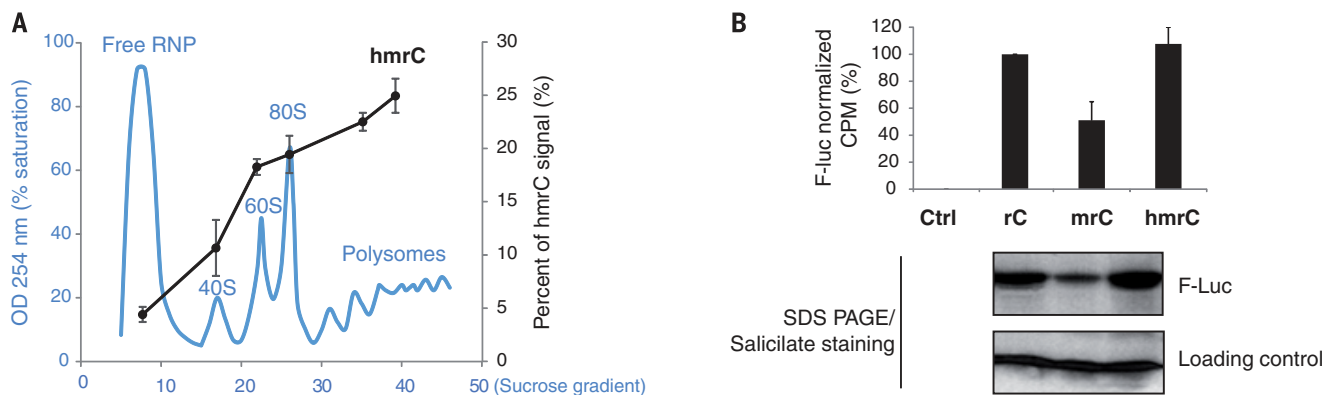 A
OD 254 nm (% saturation)
100
80
60
40
20
0
Free RNP
40S
60S
80S
Polysomes
hmrC
30
25
20
15
10
5
0
Percent of hmrC signal (%)
0 10 20 30 40 50 (Sucrose gradient)
B
F-luc normalized
CPM (%)
120
100
80
60
40
20
0
Ctrl rC mrC hmrC
SDS PAGE/
Salicilate staining
F-Luc
Loading control